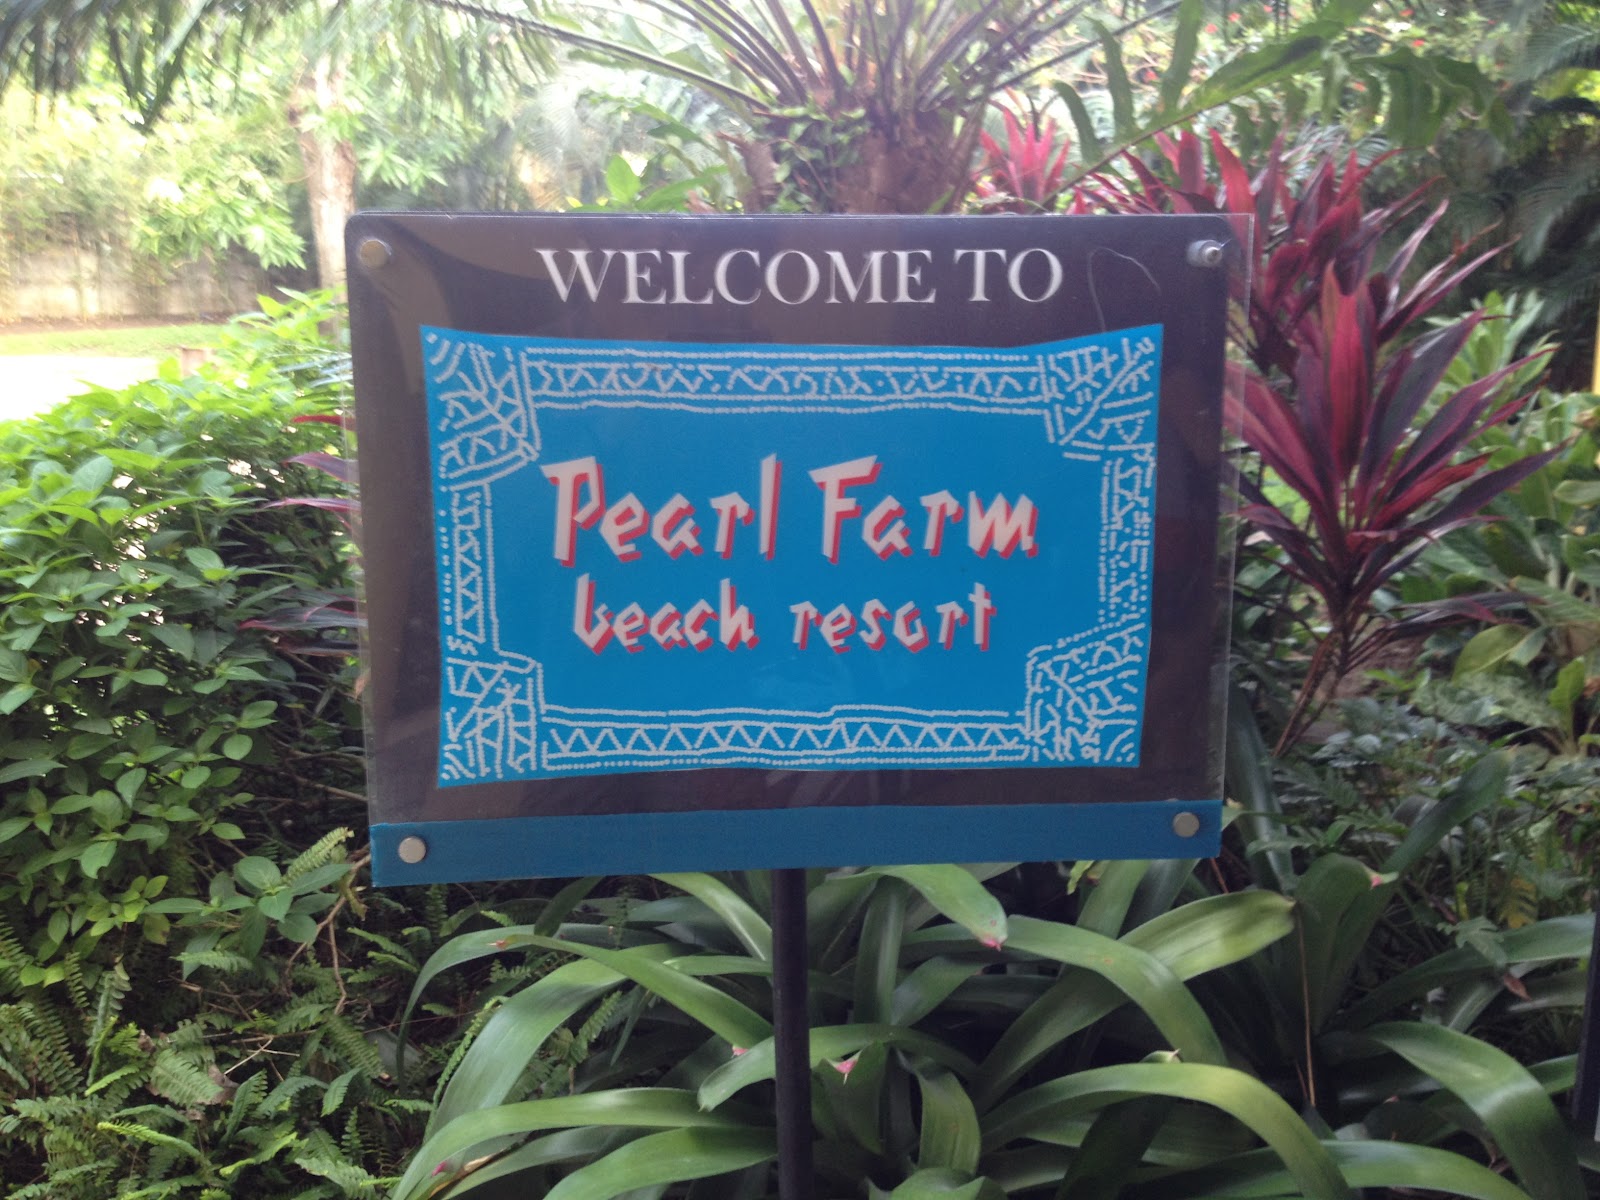 WELCOME TO
Pearl Farm
beach resort